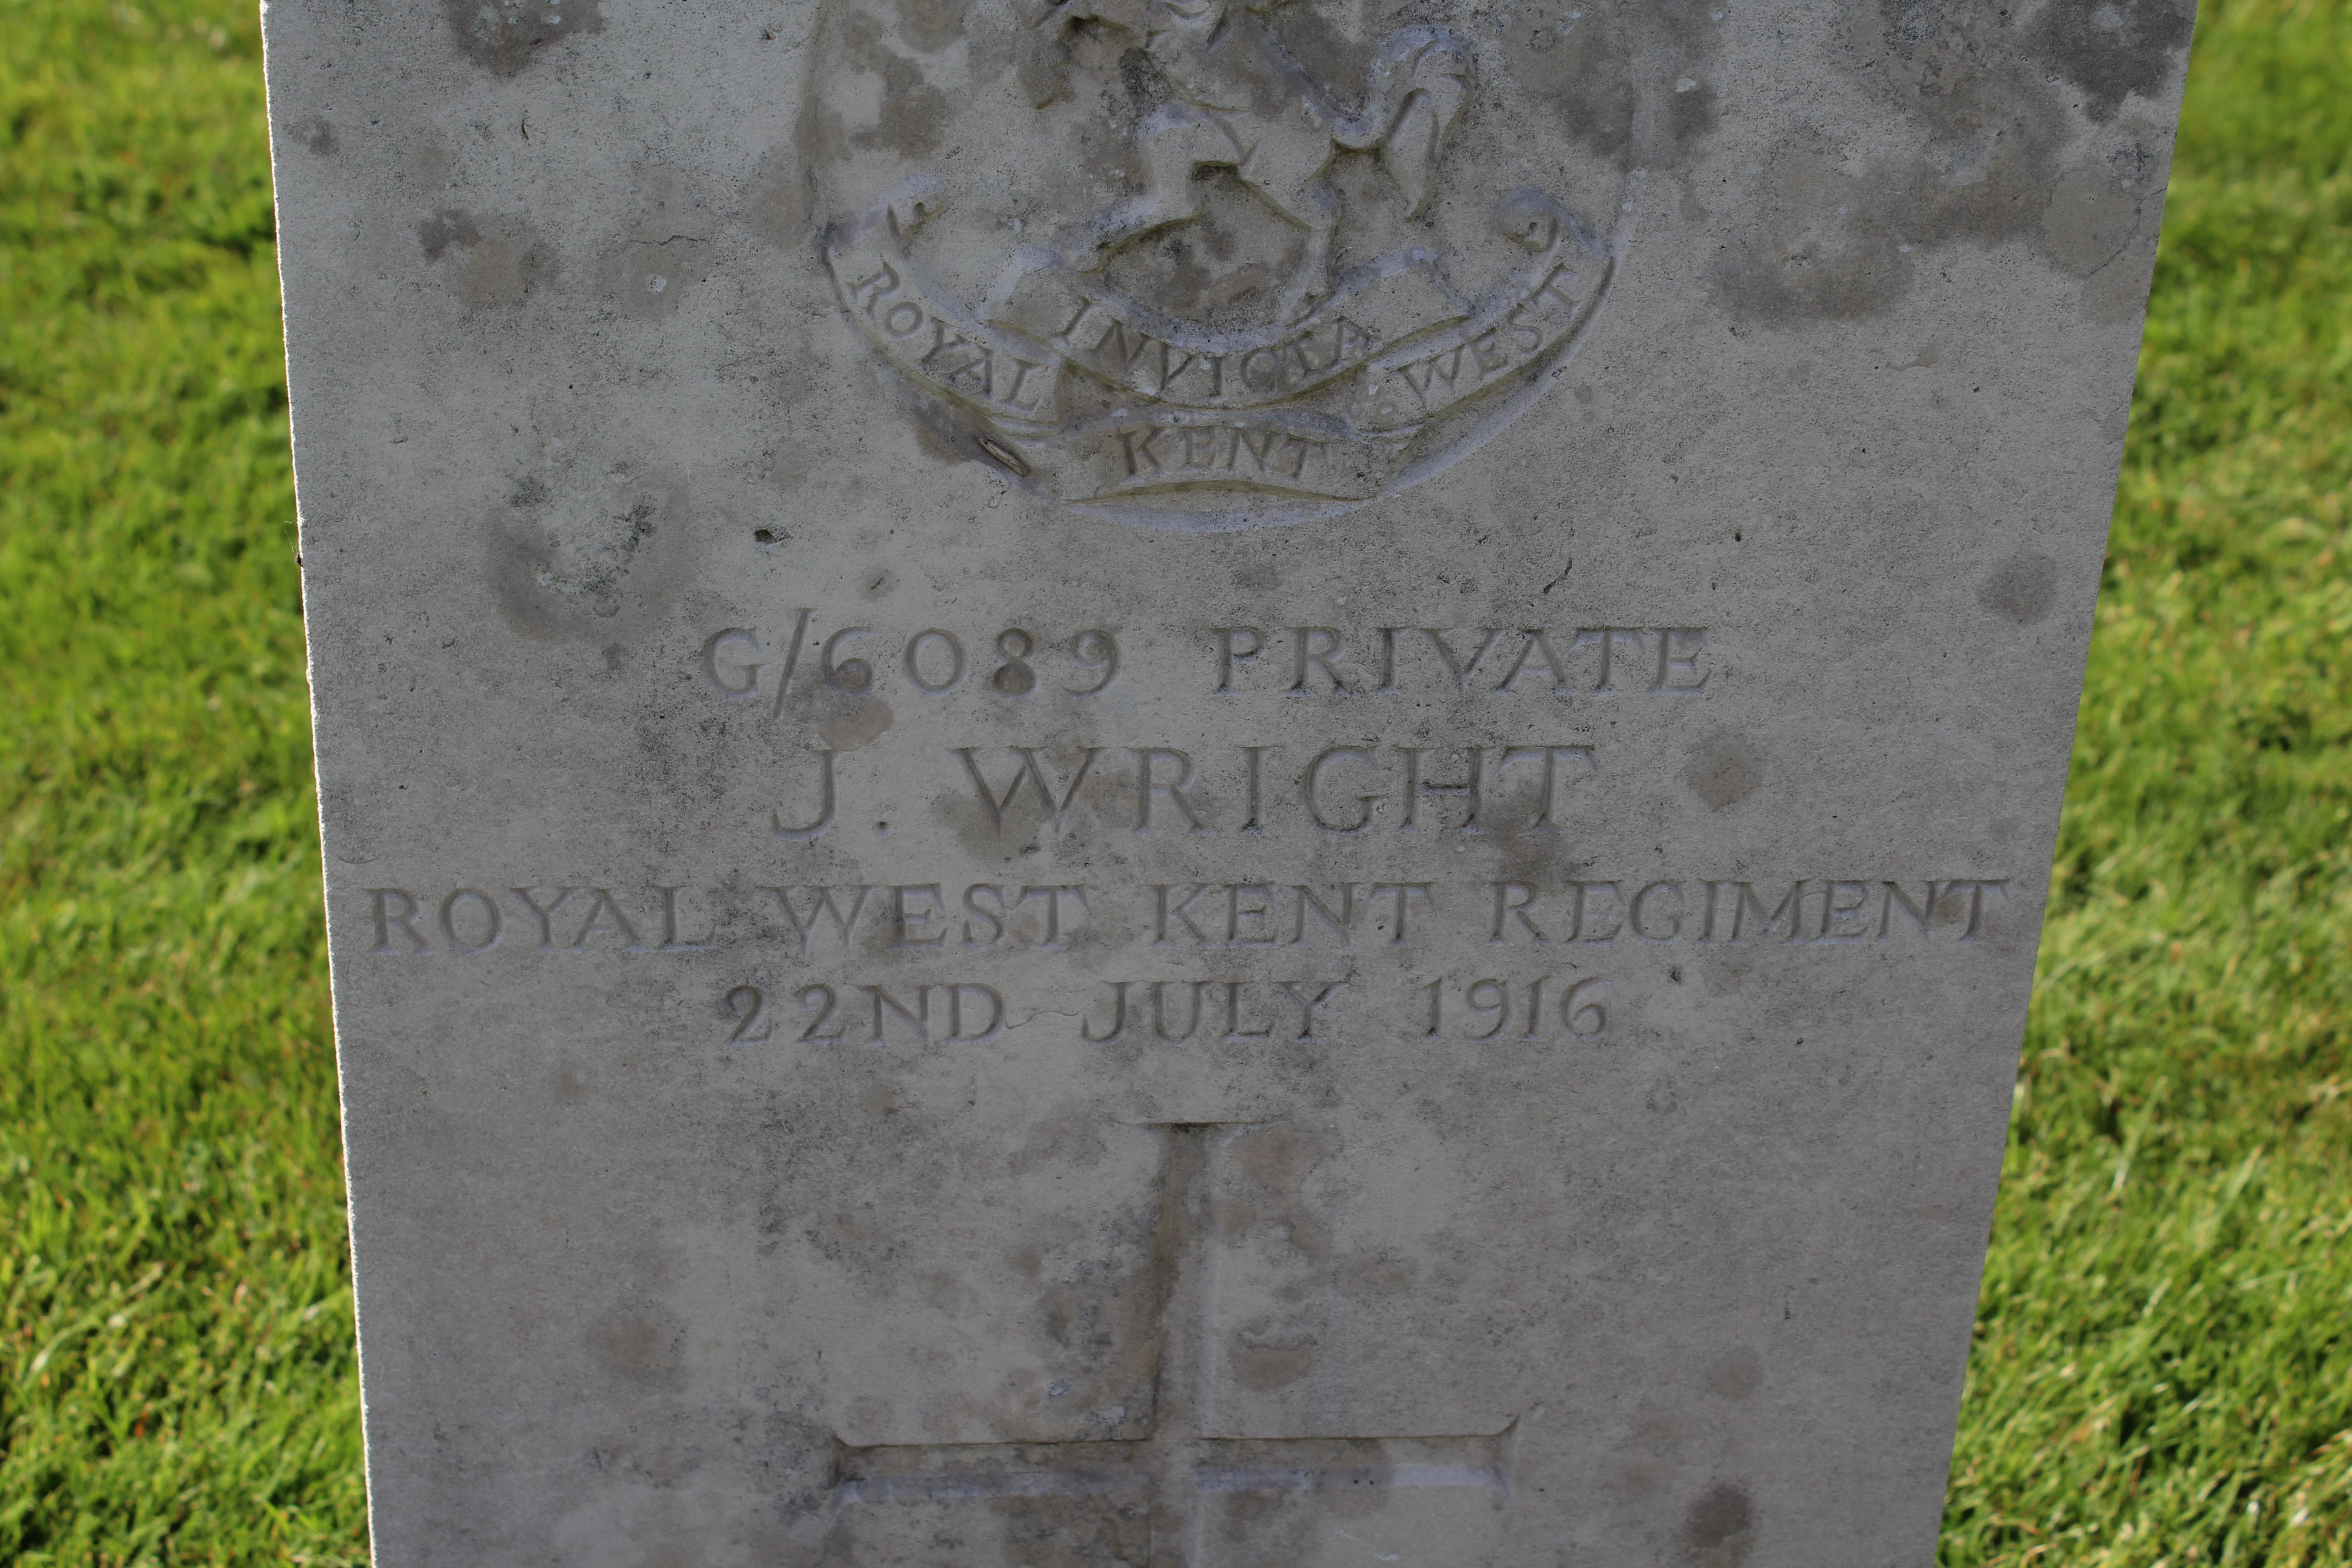 INVICTA
ROYAL WEST
KENT
G/6089 PRIVATE
J. WRIGHT
ROYAL WEST KENT REGIMENT
22ND JULY 1916